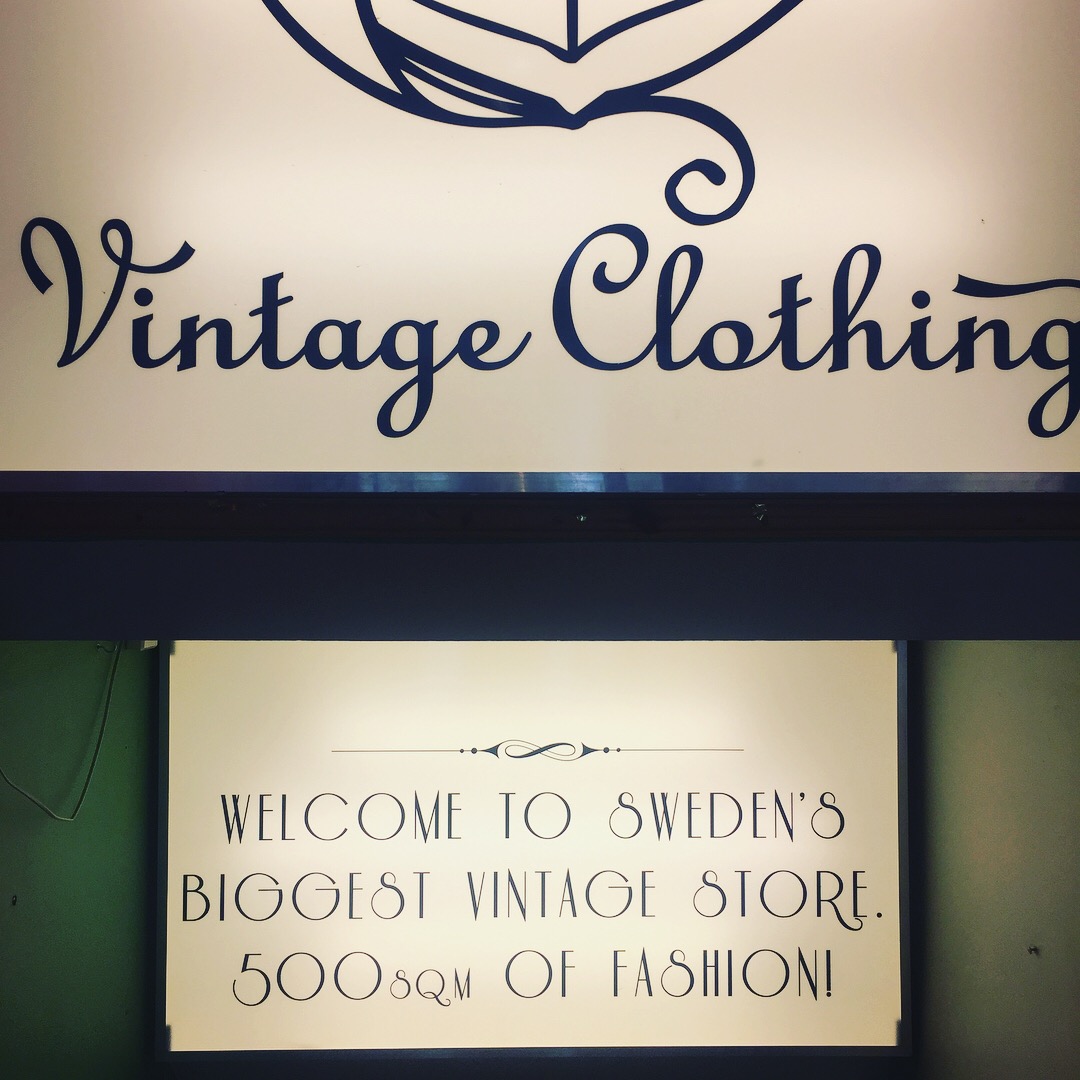 Vintage Clothing
WELCOME TO SWEDEN'S
BIGGEST VINTAGE STORE.
500SQM OF FASHION!